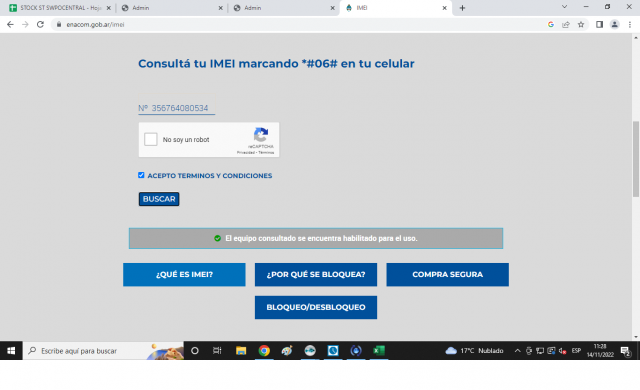 STOCK ST SWPDCENTRAL - Hoja
Admin
Admin
IMEI
enacom.gob.ar/imei
Consultá tu IMEI marcando *#06# en tu celular
Nº 356764080534
No soy un robot
reCAPTCHA
Privacidad - Términos
ACEPTO TERMINOS Y CONDICIONES
BUSCAR
El equipo consultado se encuentra habilitado para el uso.
¿QUÉ ES IMEI?
¿POR QUÉ SE BLOQUEA?
COMPRA SEGURA
BLOQUEO/DESBLOQUEO
Escribe aquí para buscar
17°C Nublado
ESP
11:28
14/11/2022
2